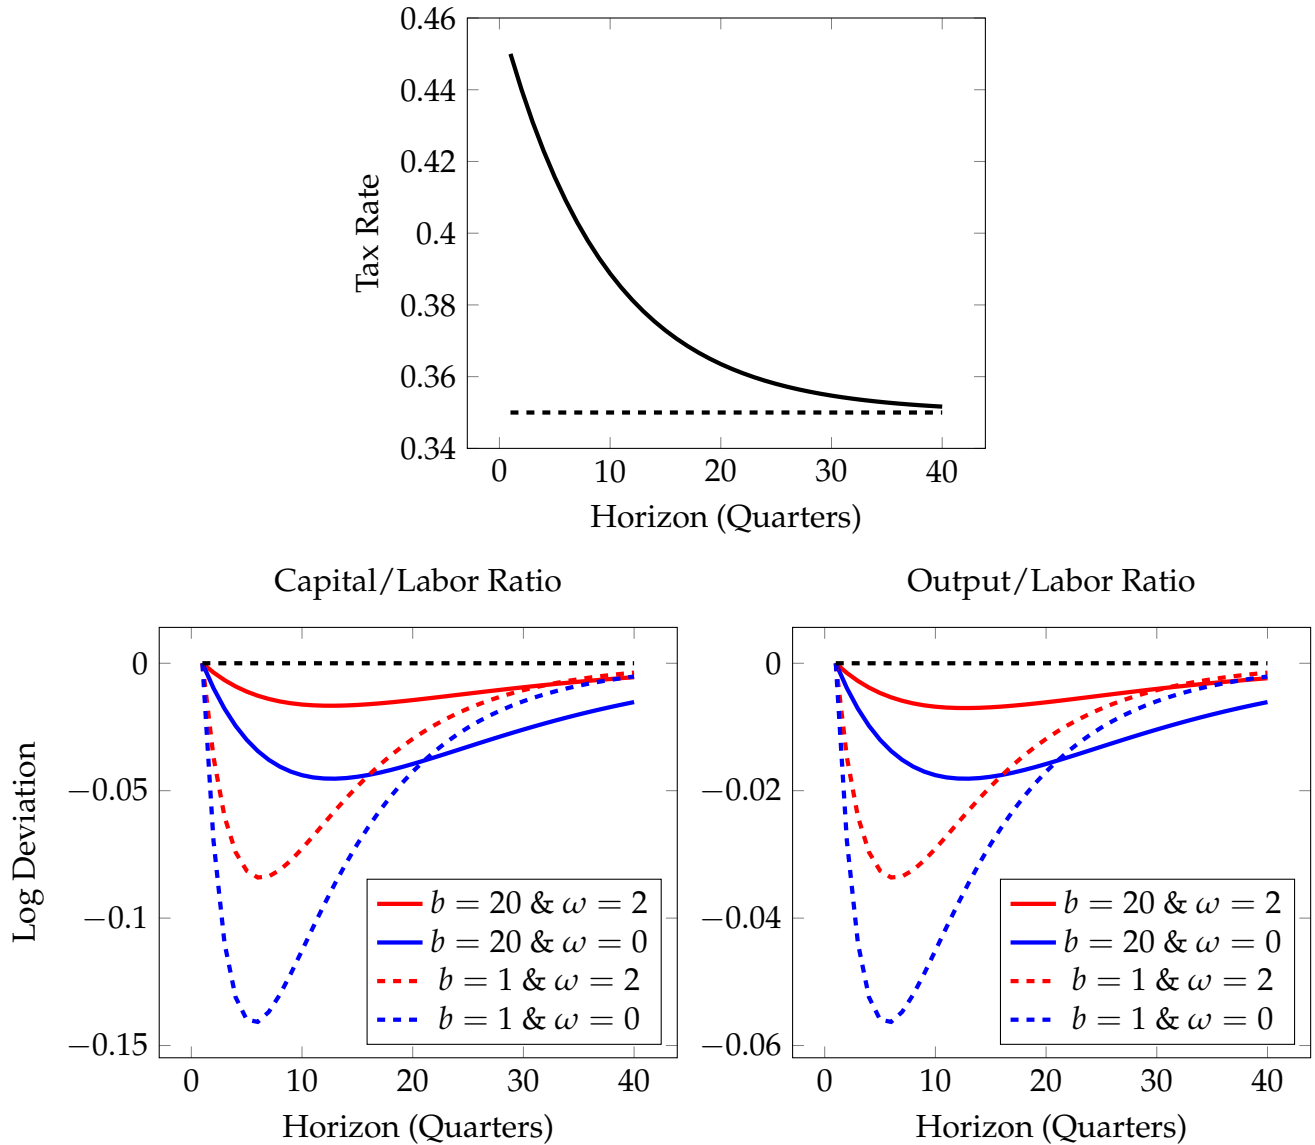 0.46
0.44
0.42
0.4
0.38
0.36
0.34
Tax Rate
0 10 20 30 40
Horizon (Quarters)
Capital/Labor Ratio
0
−0.05
−0.1
−0.15
Log Deviation
b = 20 & ω = 2
b = 20 & ω = 0
b = 1 & ω = 2
b = 1 & ω = 0
0 10 20 30 40
Horizon (Quarters)
Output/Labor Ratio
0
−0.02
−0.04
−0.06
b = 20 & ω = 2
b = 20 & ω = 0
b = 1 & ω = 2
b = 1 & ω = 0
0 10 20 30 40
Horizon (Quarters)